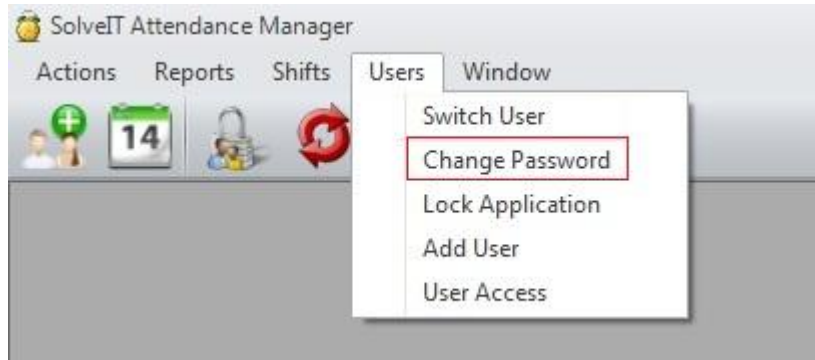 SolveIT Attendance Manager
Actions Reports Shifts Users Window
14
Switch User
Change Password
Lock Application
Add User
User Access